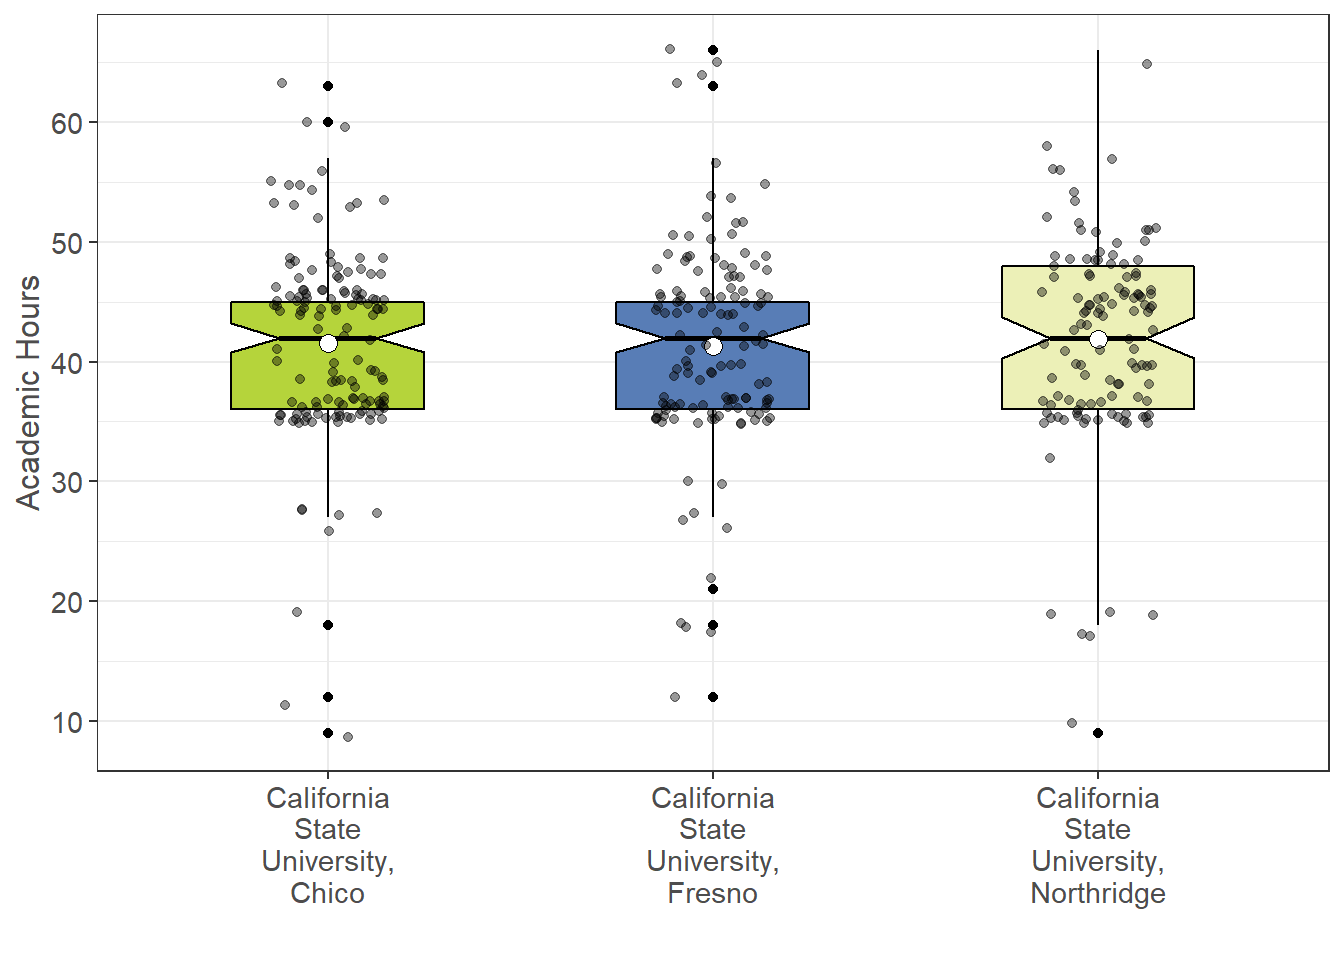 Academic Hours
60
50
40
30
20
10
California
State
University,
Chico
California
State
University,
Fresno
California
State
University,
Northridge